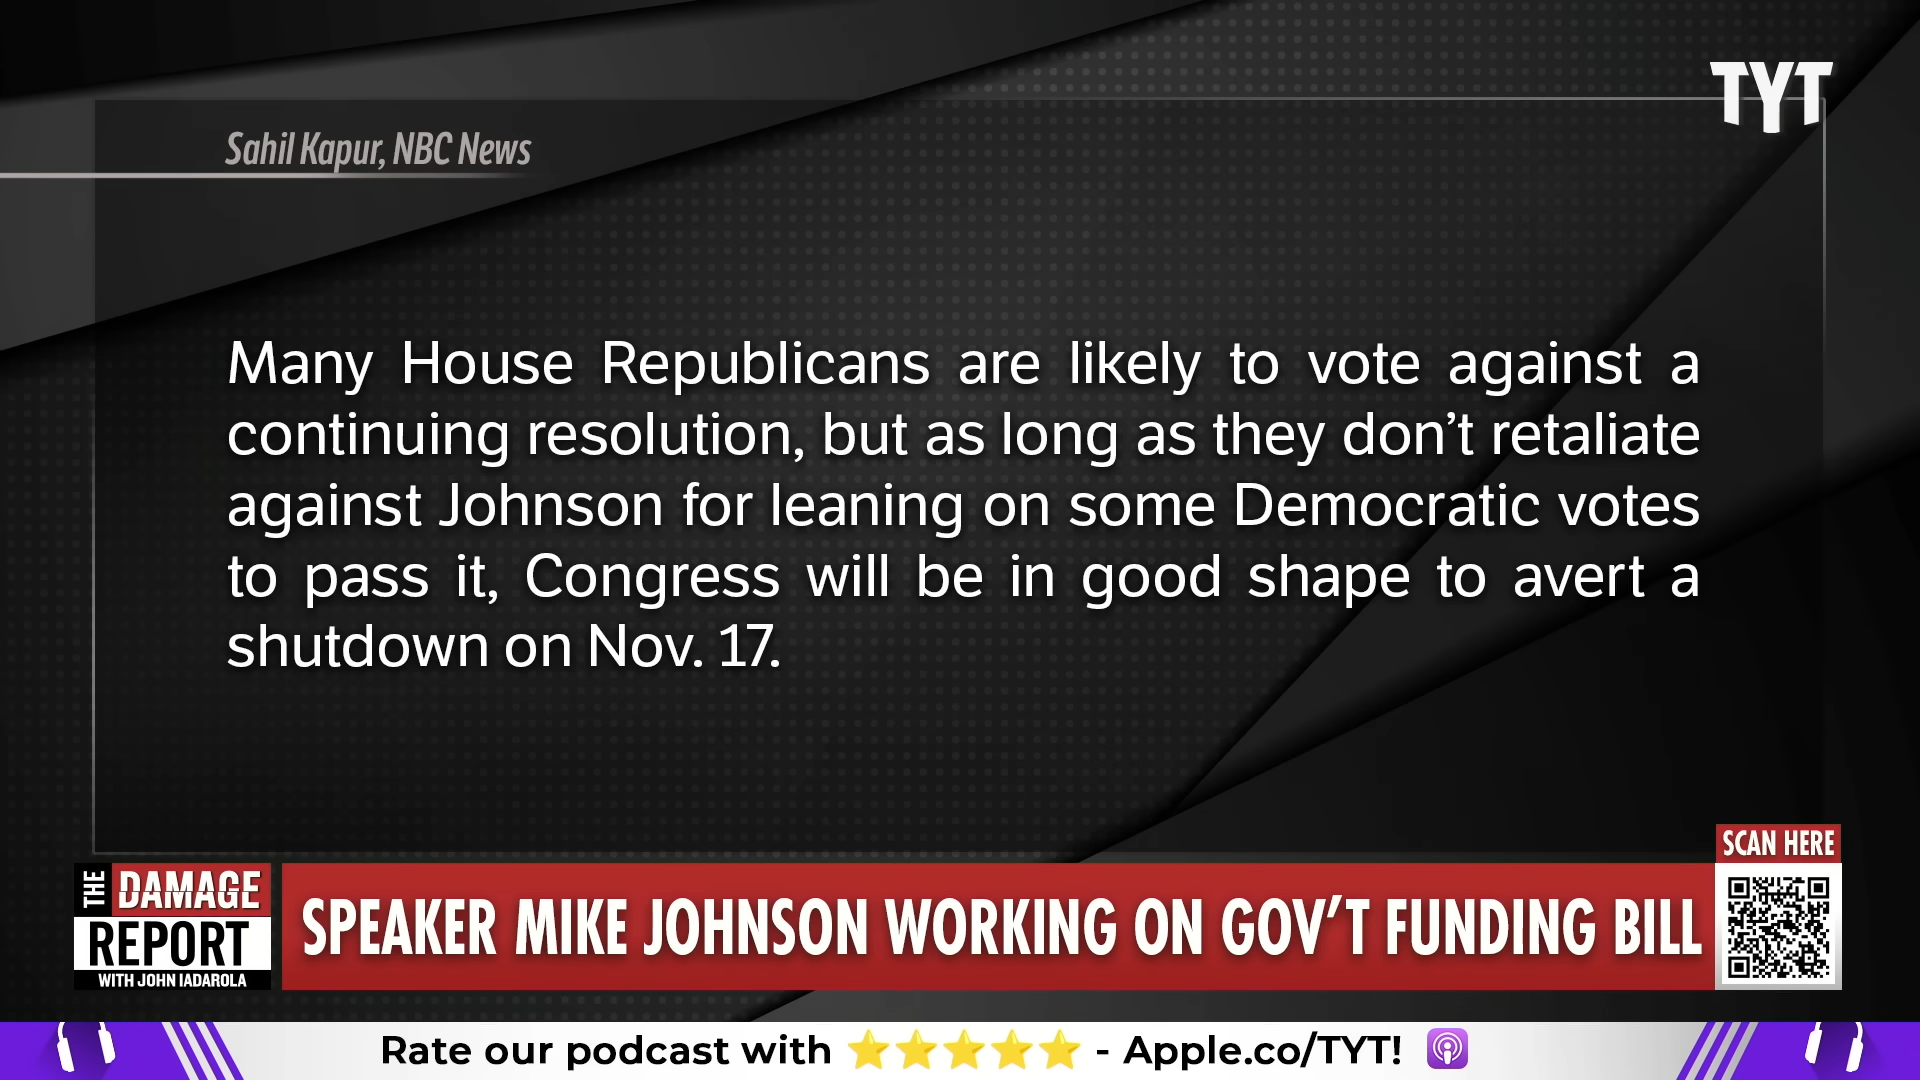 TYT
Sahil Kapur, NBC News
Many House Republicans are likely to vote against a
continuing resolution, but as long as they don’t retaliate
against Johnson for leaning on some Democratic votes
to pass it, Congress will be in good shape to avert a
shutdown on Nov. 17.
SCAN HERE
THE DAMAGE
REPORT
WITH JOHN IADAROLA
SPEAKER MIKE JOHNSON WORKING ON GOV’T FUNDING BILL
Rate our podcast with ⭐⭐⭐⭐⭐ - Apple.co/TYT!